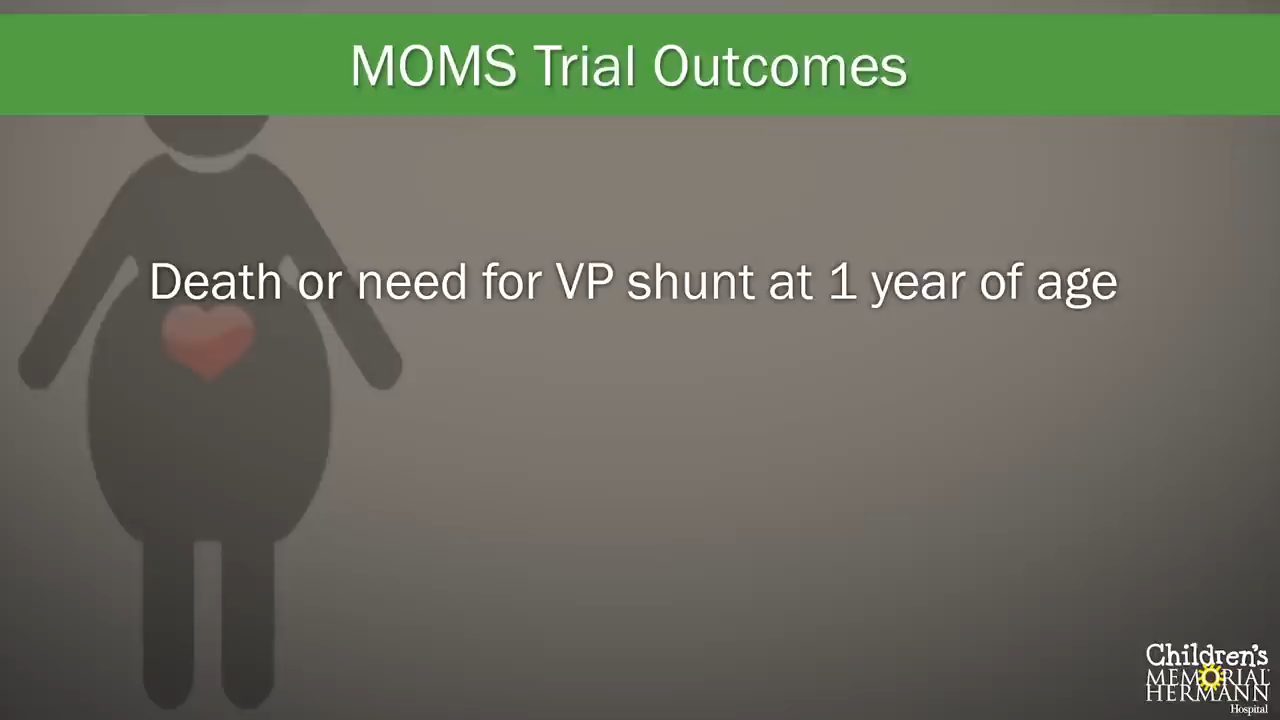 MOMS Trial Outcomes
Death or need for VP shunt at 1 year of age
Children's
MEMORIAL
HERMANN
Hospital